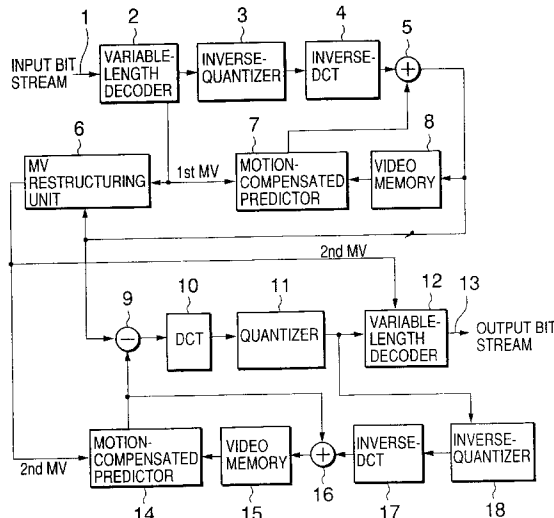 1
2
3
4
5
INPUT BIT
STREAM
VARIABLE-
LENGTH
DECODER
INVERSE-
QUANTIZER
INVERSE-
DCT
+
6
7
8
MV
RESTRUCTURING
UNIT
1st MV
MOTION-
COMPENSATED
PREDICTOR
VIDEO
MEMORY
2nd MV
9
10
11
12
13
−
DCT
QUANTIZER
VARIABLE-
LENGTH
DECODER
OUTPUT BIT
STREAM
2nd MV
MOTION-
COMPENSATED
PREDICTOR
VIDEO
MEMORY
+
INVERSE-
DCT
INVERSE-
QUANTIZER
14
15
16
17
18